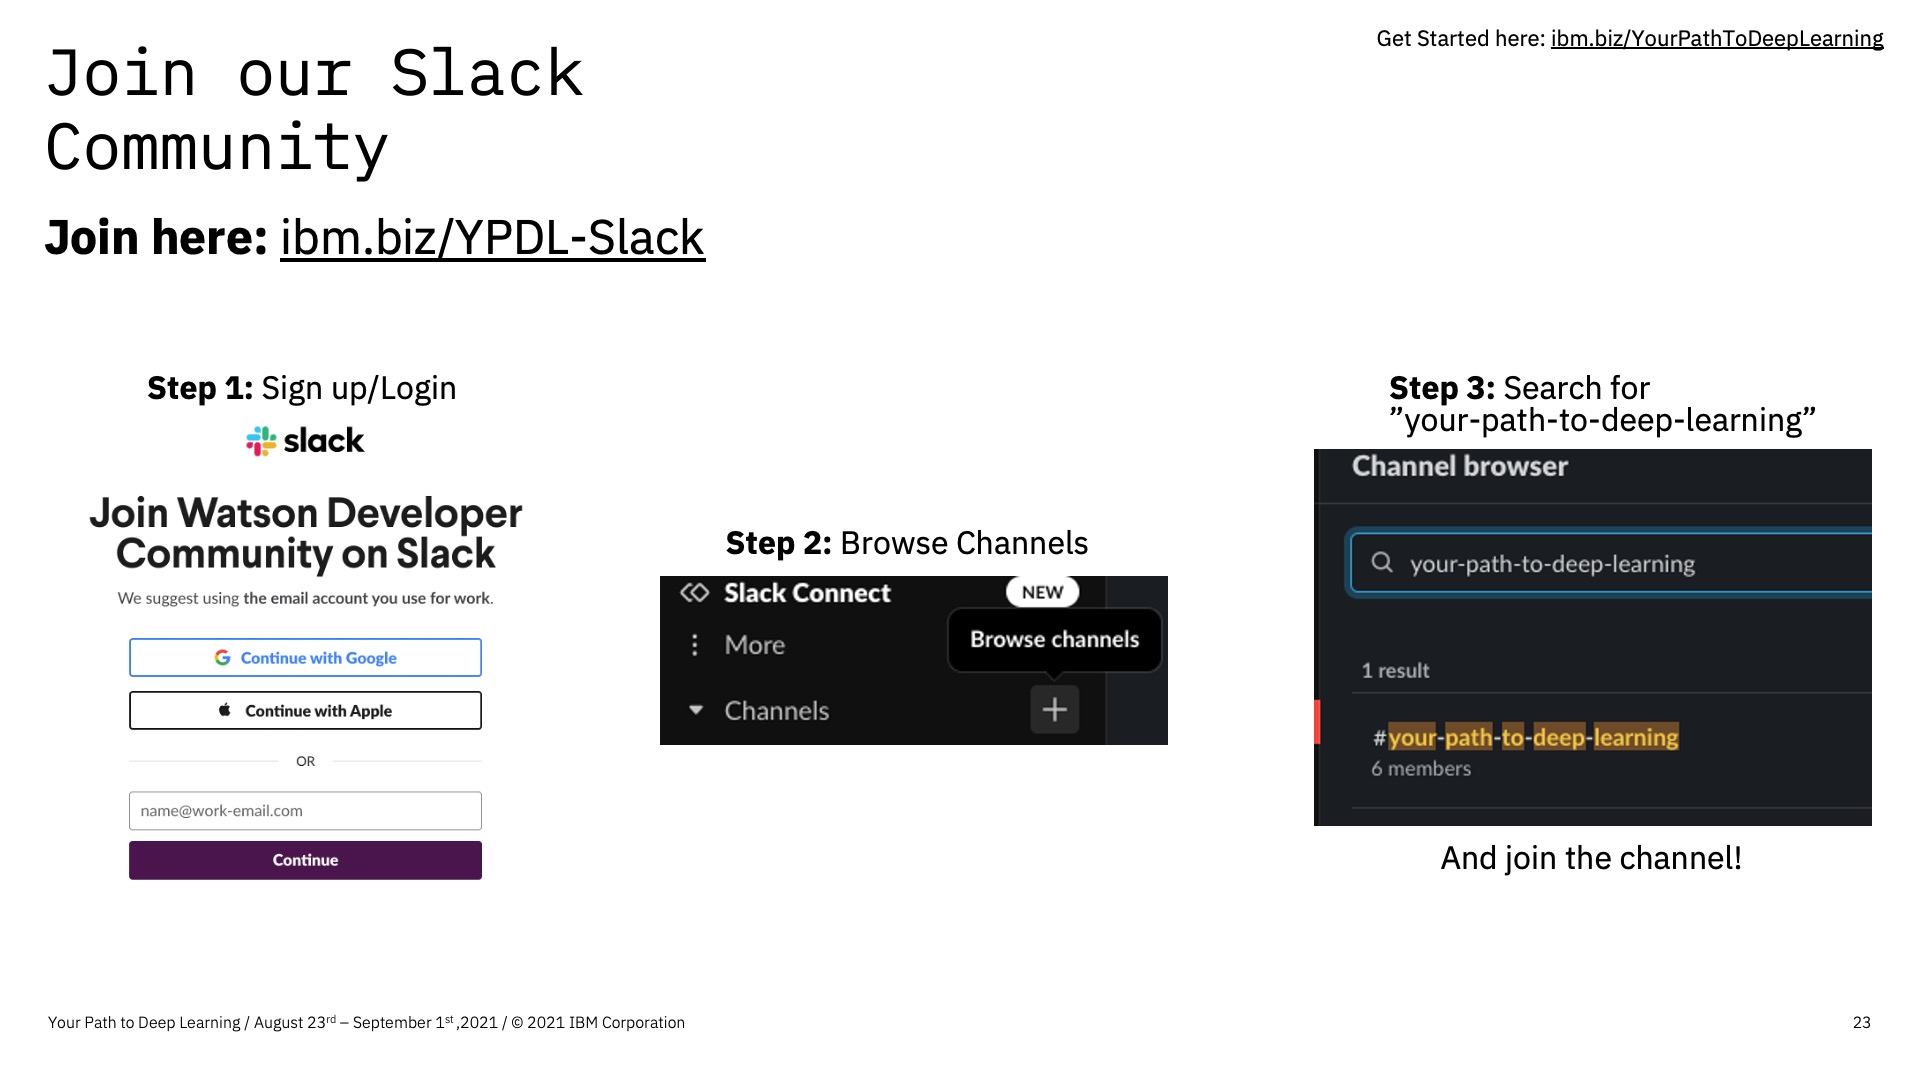 Get Started here: ibm.biz/YourPathToDeepLearning
Join our Slack
Community
Join here: ibm.biz/YPDL-Slack
Step 1: Sign up/Login
slack
Join Watson Developer
Community on Slack
We suggest using the email account you use for work.
Continue with Google
Continue with Apple
OR
name@work-email.com
Continue
Step 2: Browse Channels
Slack Connect NEW
More
Browse channels
Channels +
Step 3: Search for
”your-path-to-deep-learning”
Channel browser
your-path-to-deep-learning
1 result
#your-path-to-deep-learning
6 members
And join the channel!
Your Path to Deep Learning / August 23rd – September 1st ,2021 / © 2021 IBM Corporation
23